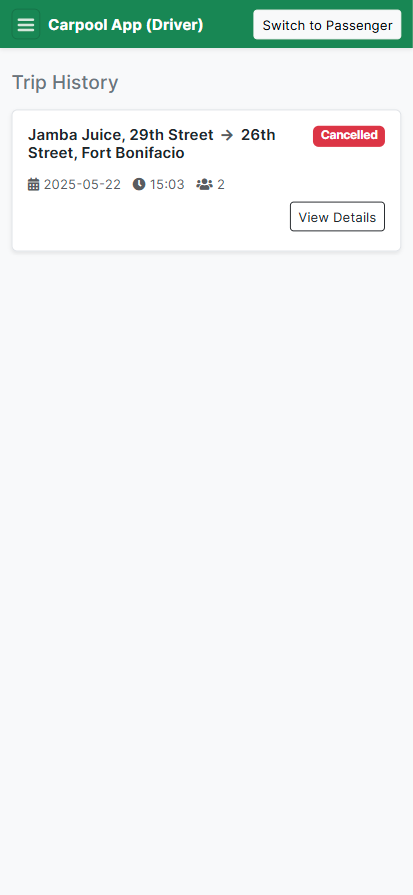 Carpool App (Driver)
Switch to Passenger
Trip History
Jamba Juice, 29th Street → 26th
Street, Fort Bonifacio
Cancelled
2025-05-22 15:03 2
View Details